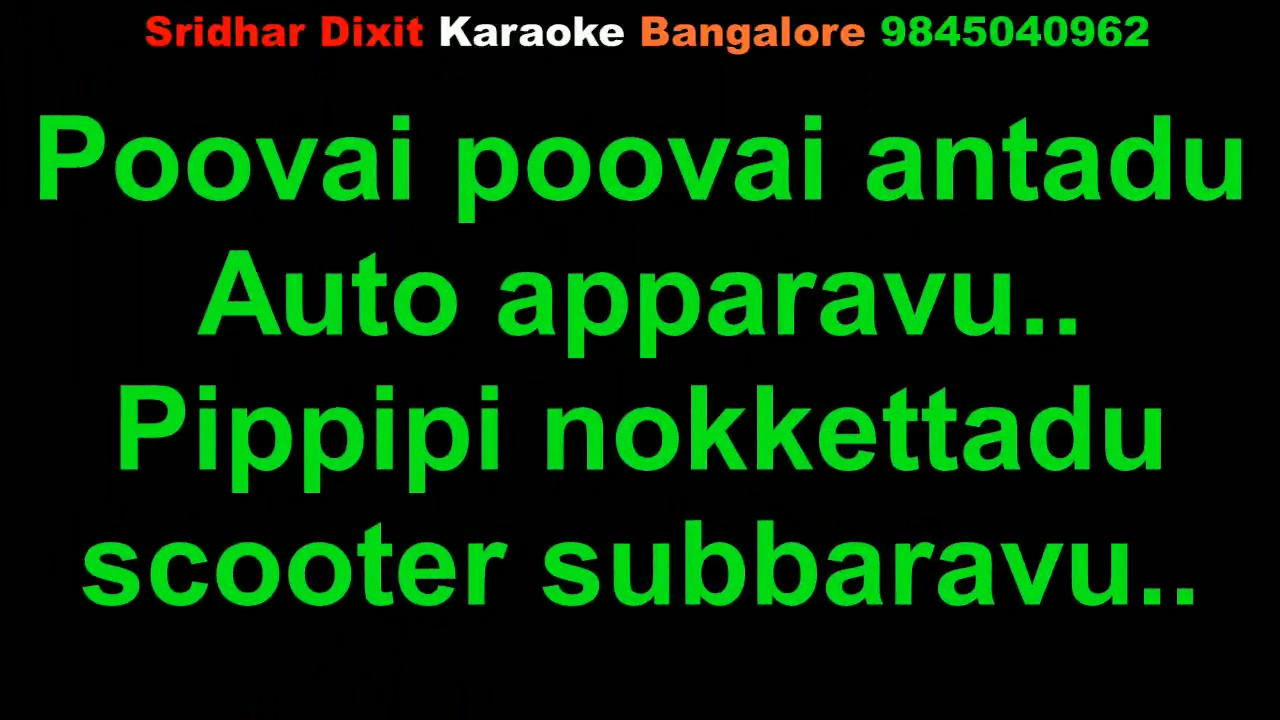 Sridhar Dixit Karaoke Bangalore 9845040962
Poovai poovai antadu
Auto apparavu..
Pippipi nokkettadu
scooter subbaravu..